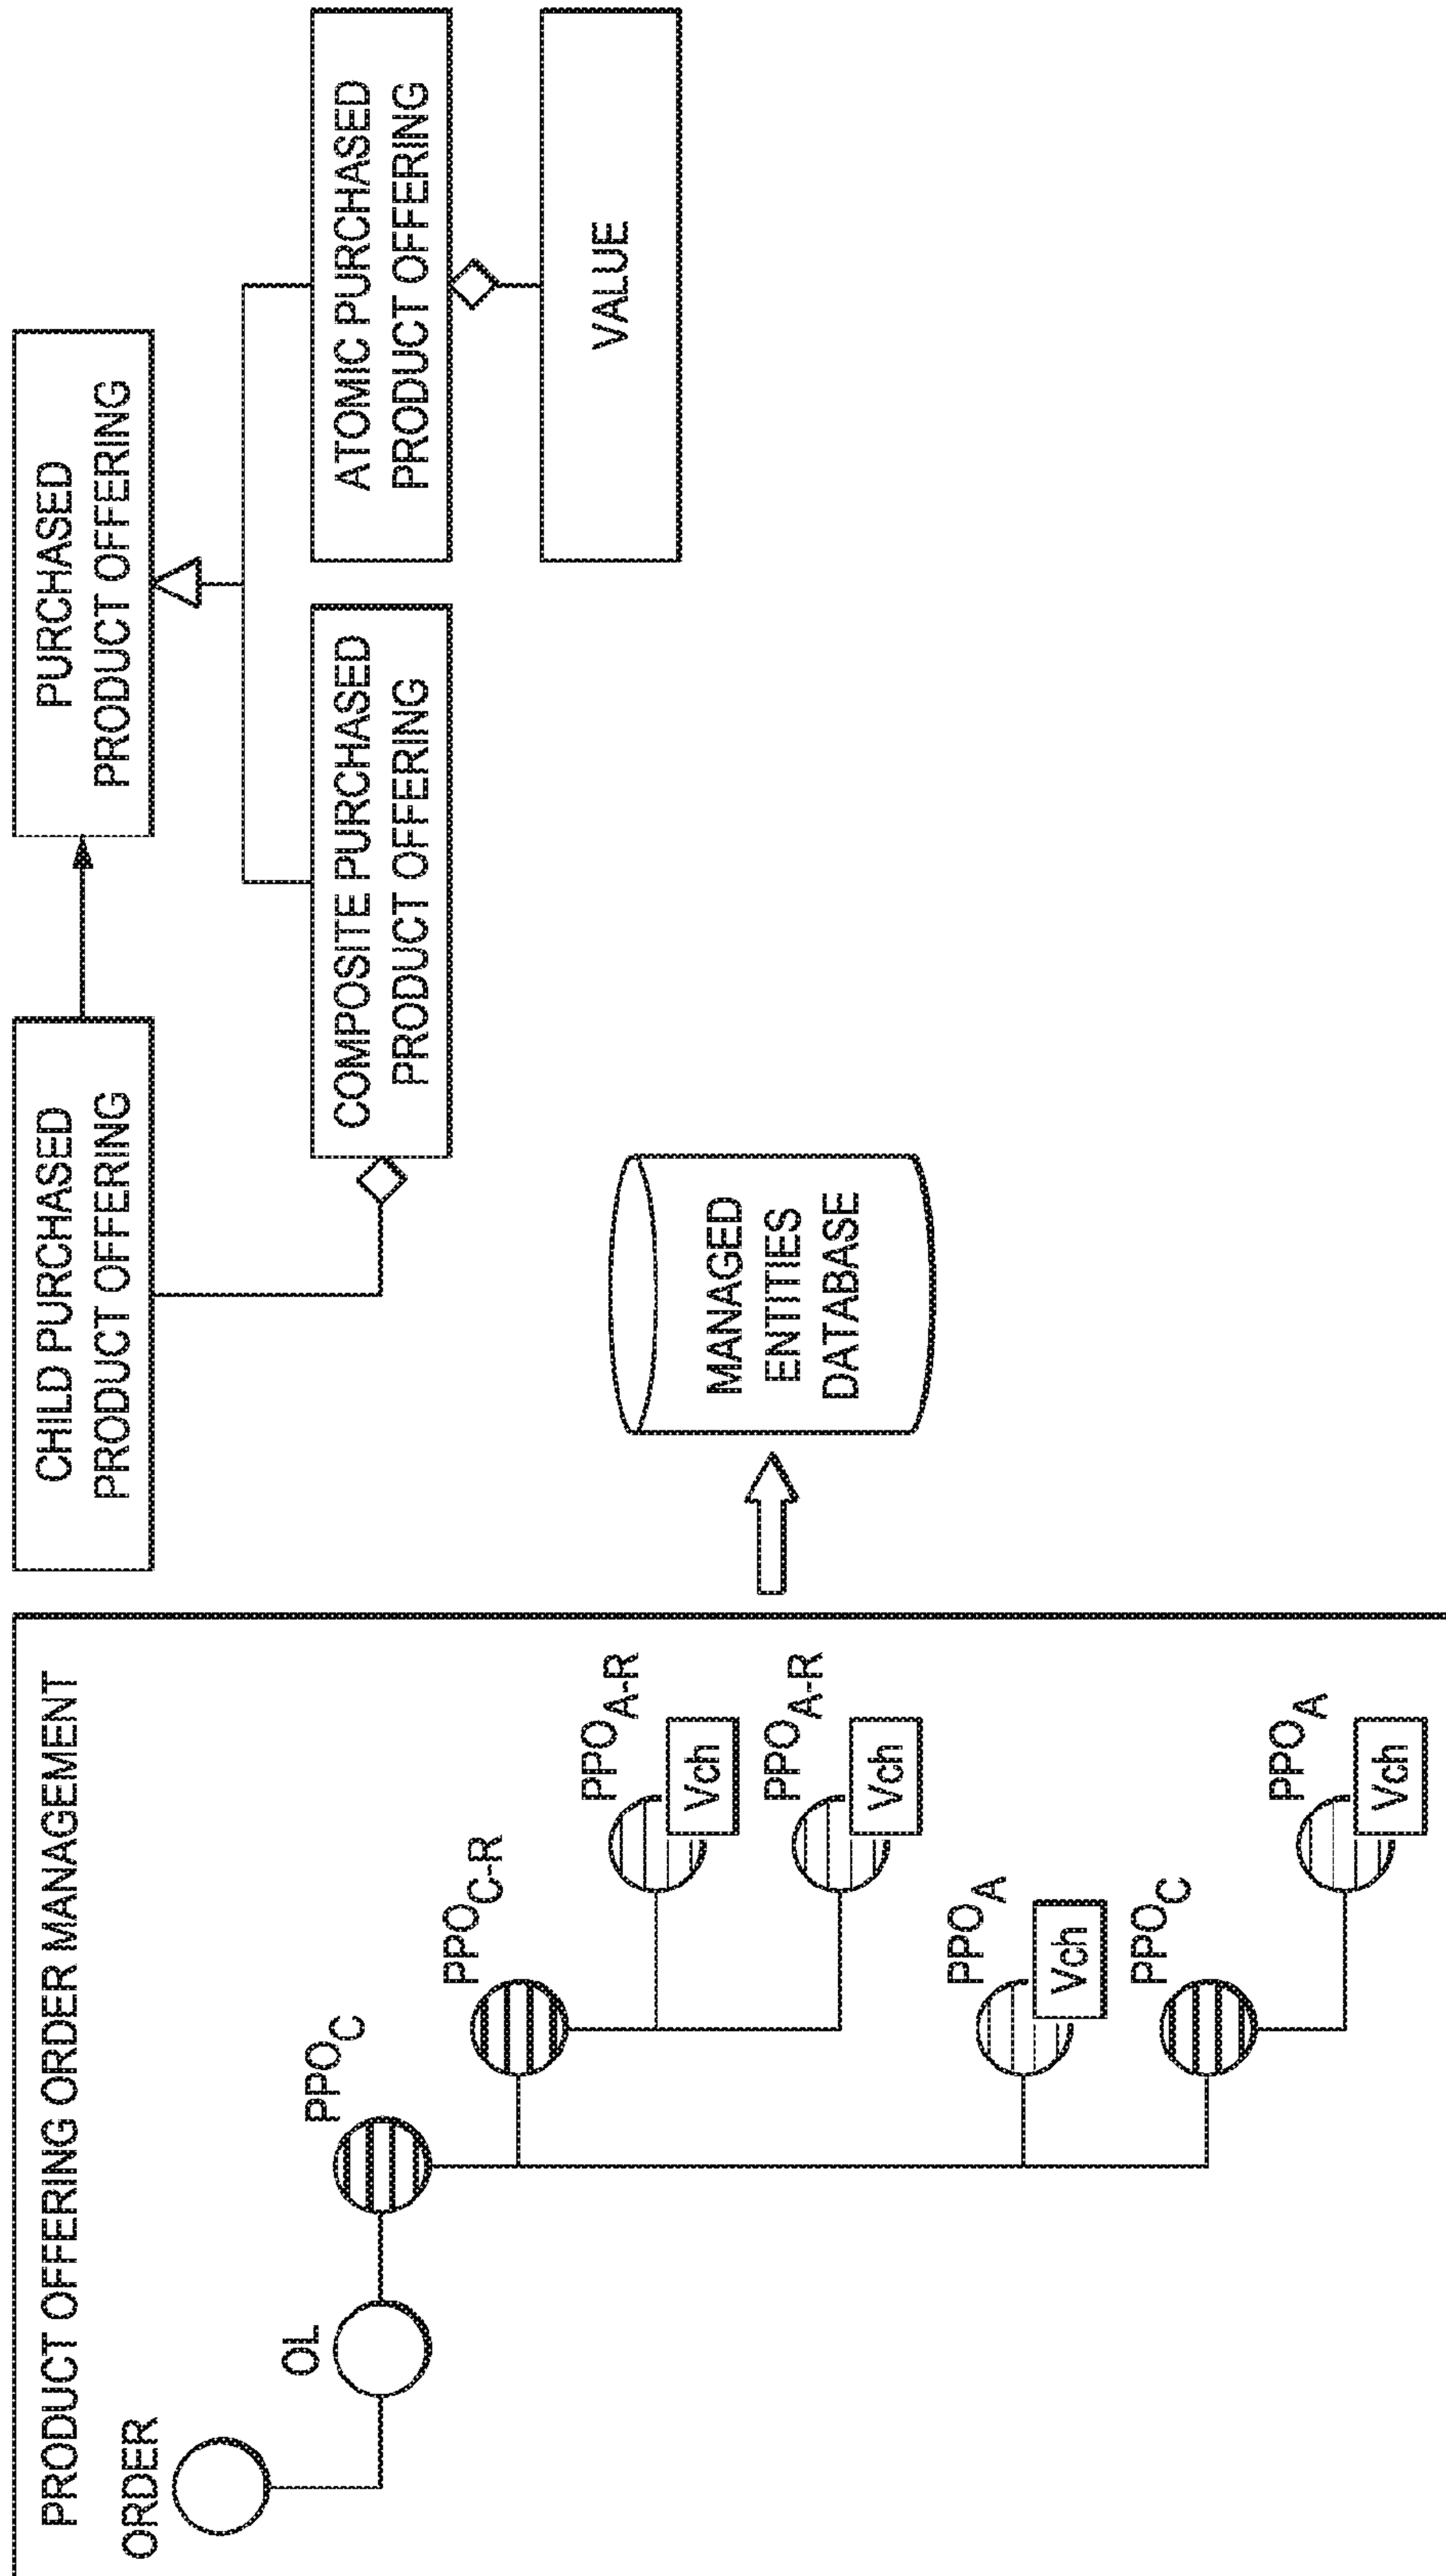 PRODUCT OFFERING ORDER MANAGEMENT
ORDER
OL
PPOC
PPOC-R
PPOA-R
Vch
PPOA-R
Vch
PPOA
Vch
PPOC
PPOA
Vch
MANAGED
ENTITIES
DATABASE
CHILD PURCHASED
PRODUCT OFFERING
PURCHASED
PRODUCT OFFERING
COMPOSITE PURCHASED
PRODUCT OFFERING
ATOMIC PURCHASED
PRODUCT OFFERING
VALUE